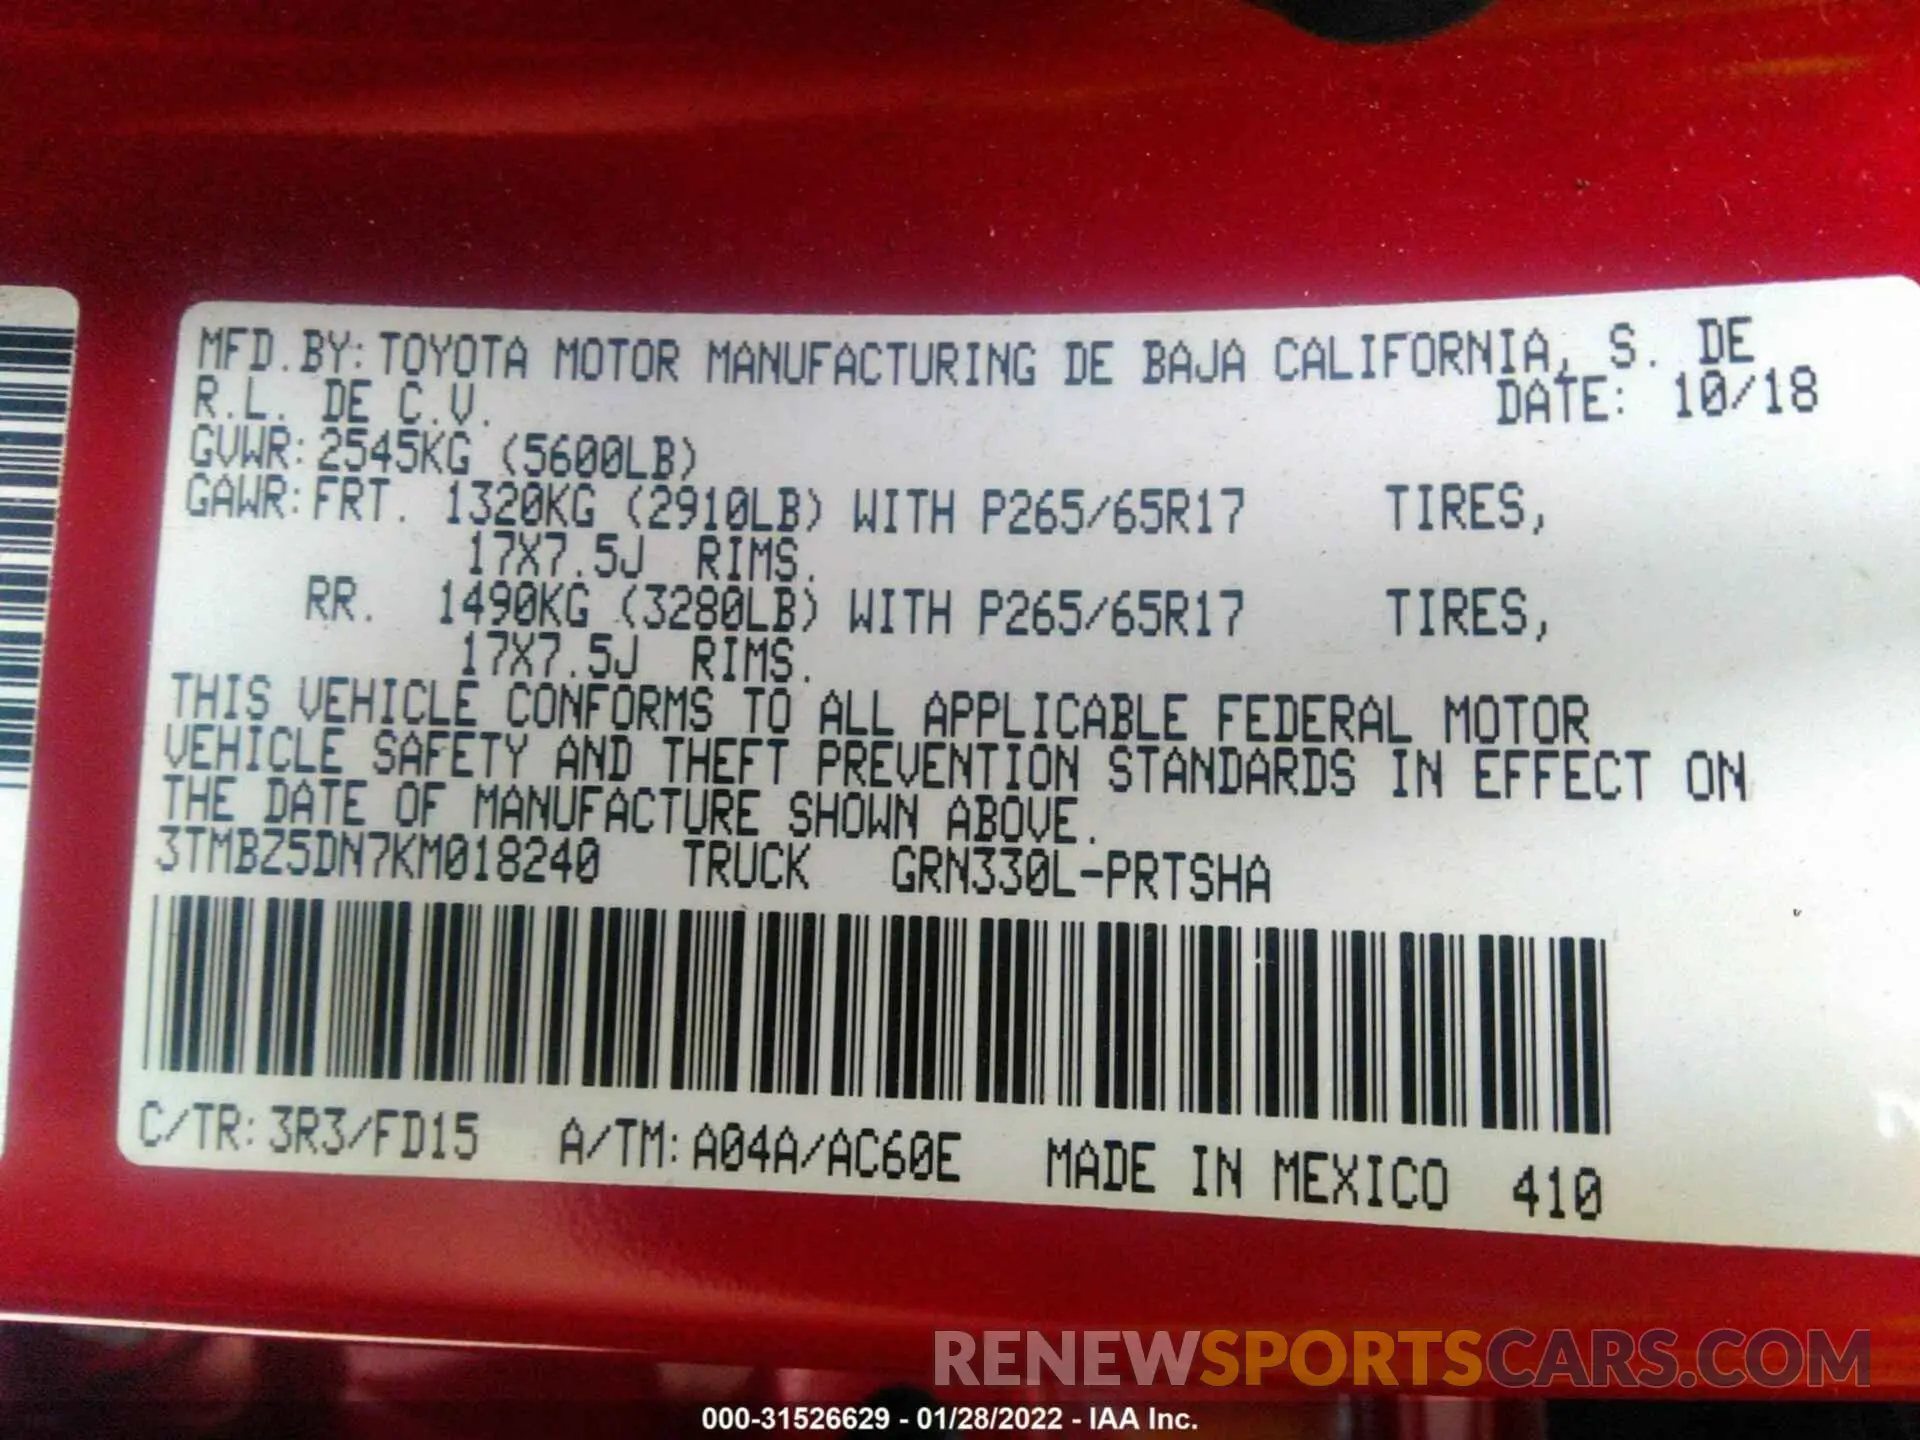 MFD.BY:TOYOTA MOTOR MANUFACTURING DE BAJA CALIFORNIA, S. DE
R.L. DE C.V. DATE: 10/18
GVWR:2545KG (5600LB)
GAWR:FRT. 1320KG (2910LB) WITH P265/65R17 TIRES,
17X7.5J RIMS.
RR. 1490KG (3280LB) WITH P265/65R17 TIRES,
17X7.5J RIMS.
THIS VEHICLE CONFORMS TO ALL APPLICABLE FEDERAL MOTOR
VEHICLE SAFETY AND THEFT PREVENTION STANDARDS IN EFFECT ON
THE DATE OF MANUFACTURE SHOWN ABOVE.
3TMBZ5DN7KM018240 TRUCK GRN330L-PRTSHA
C/TR:3R3/FD15 A/TM:A04A/AC60E MADE IN MEXICO 410
RENEWSPORTSCARS.COM
000-31526629 - 01/28/2022 - IAA Inc.